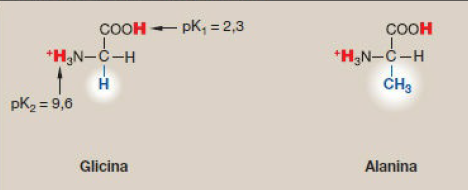 COOH ← pK₁ = 2,3
⁺H₃N–C–H
H
pK₂ = 9,6
Glicina
COOH
⁺H₃N–C–H
CH₃
Alanina